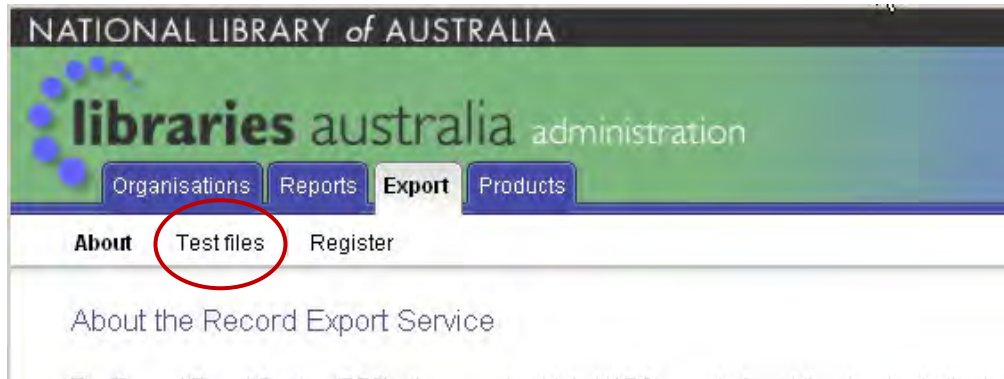 NATIONAL LIBRARY of AUSTRALIA
libraries australia administration
Organisations Reports Export Products
About Test files Register
About the Record Export Service